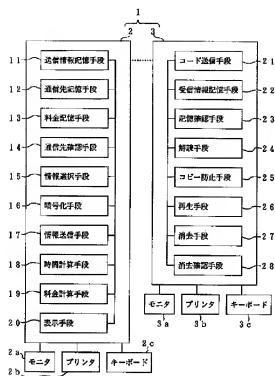 1
2
3
11
送信情報記憶手段
12
通信先記憶手段
13
料金記憶手段
14
通信先確認手段
15
情報選択手段
16
暗号化手段
17
情報送信手段
18
時間計算手段
19
料金計算手段
20
表示手段
2a
モニタ
2b
プリンタ
2c
キーボード
コード送信手段
21
受信情報記憶手段
22
記憶確認手段
23
解読手段
24
コピー防止手段
25
再生手段
26
消去手段
27
消去確認手段
28
モニタ
3a
プリンタ
3b
キーボード
3c